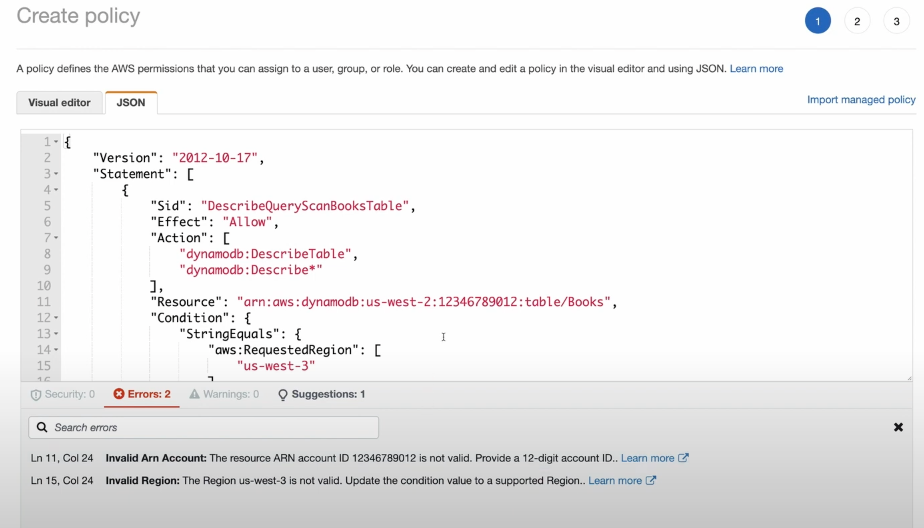 Create policy
1 2 3
A policy defines the AWS permissions that you can assign to a user, group, or role. You can create and edit a policy in the visual editor and using JSON. Learn more
Visual editor JSON Import managed policy
1 {
2 "Version": "2012-10-17",
3 "Statement": [
4 {
5 "Sid": "DescribeQueryScanBooksTable",
6 "Effect": "Allow",
7 "Action": [
8 "dynamodb:DescribeTable",
9 "dynamodb:Describe*"
10 ],
11 "Resource": "arn:aws:dynamodb:us-west-2:12346789012:table/Books",
12 "Condition": {
13 "StringEquals": {
14 "aws:RequestedRegion": [
15 "us-west-3"
16 ]
Security: 0 Errors: 2 Warnings: 0 Suggestions: 1
Search errors
Ln 11, Col 24 Invalid Arn Account: The resource ARN account ID 12346789012 is not valid. Provide a 12-digit account ID.. Learn more
Ln 15, Col 24 Invalid Region: The Region us-west-3 is not valid. Update the condition value to a supported Region.. Learn more